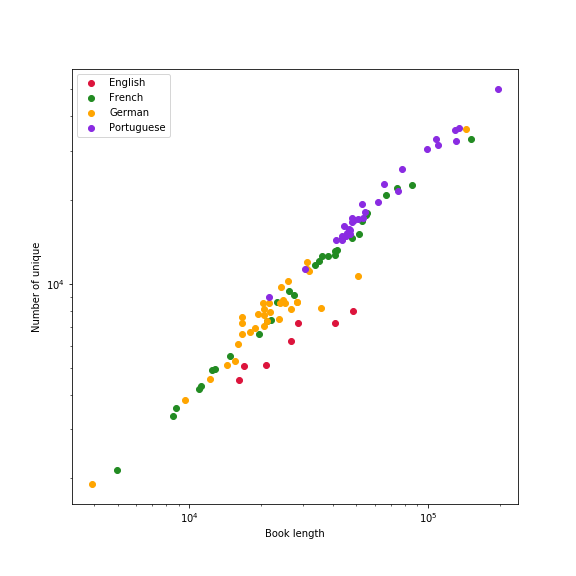 English
French
German
Portuguese
Number of unique
10⁴
10⁴
10⁵
Book length